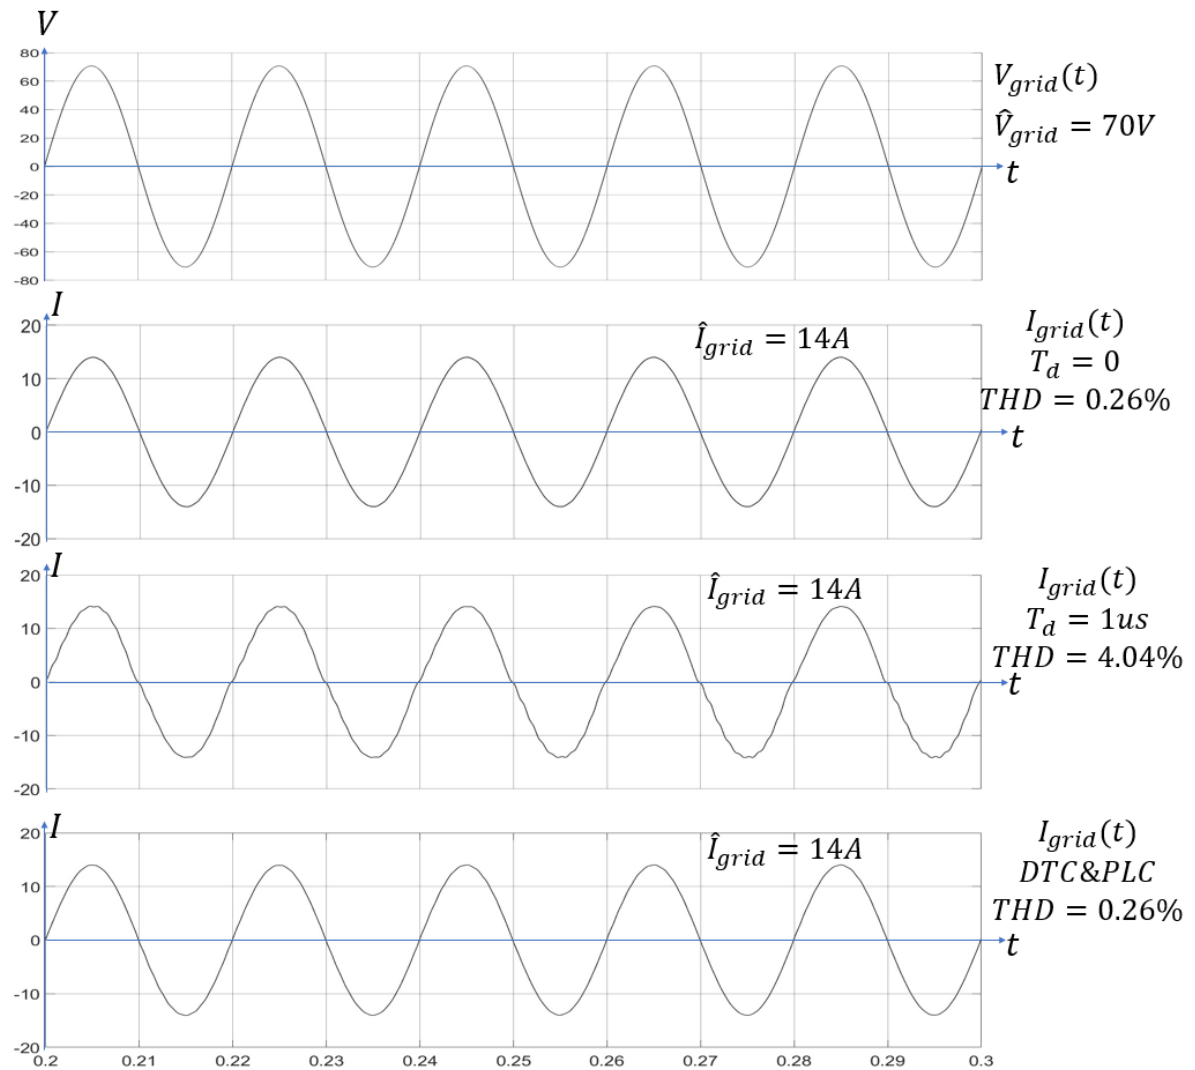 V
80
60
40
20
0
-20
-40
-60
-80
t
V_grid(t)
V̂_grid = 70V
I
20
10
0
-10
-20
Î_grid = 14A
t
I_grid(t)
T_d = 0
THD = 0.26%
I
20
10
0
-10
-20
Î_grid = 14A
t
I_grid(t)
T_d = 1us
THD = 4.04%
I
20
10
0
-10
-20
Î_grid = 14A
t
I_grid(t)
DTC&PLC
THD = 0.26%
0.2 0.21 0.22 0.23 0.24 0.25 0.26 0.27 0.28 0.29 0.3